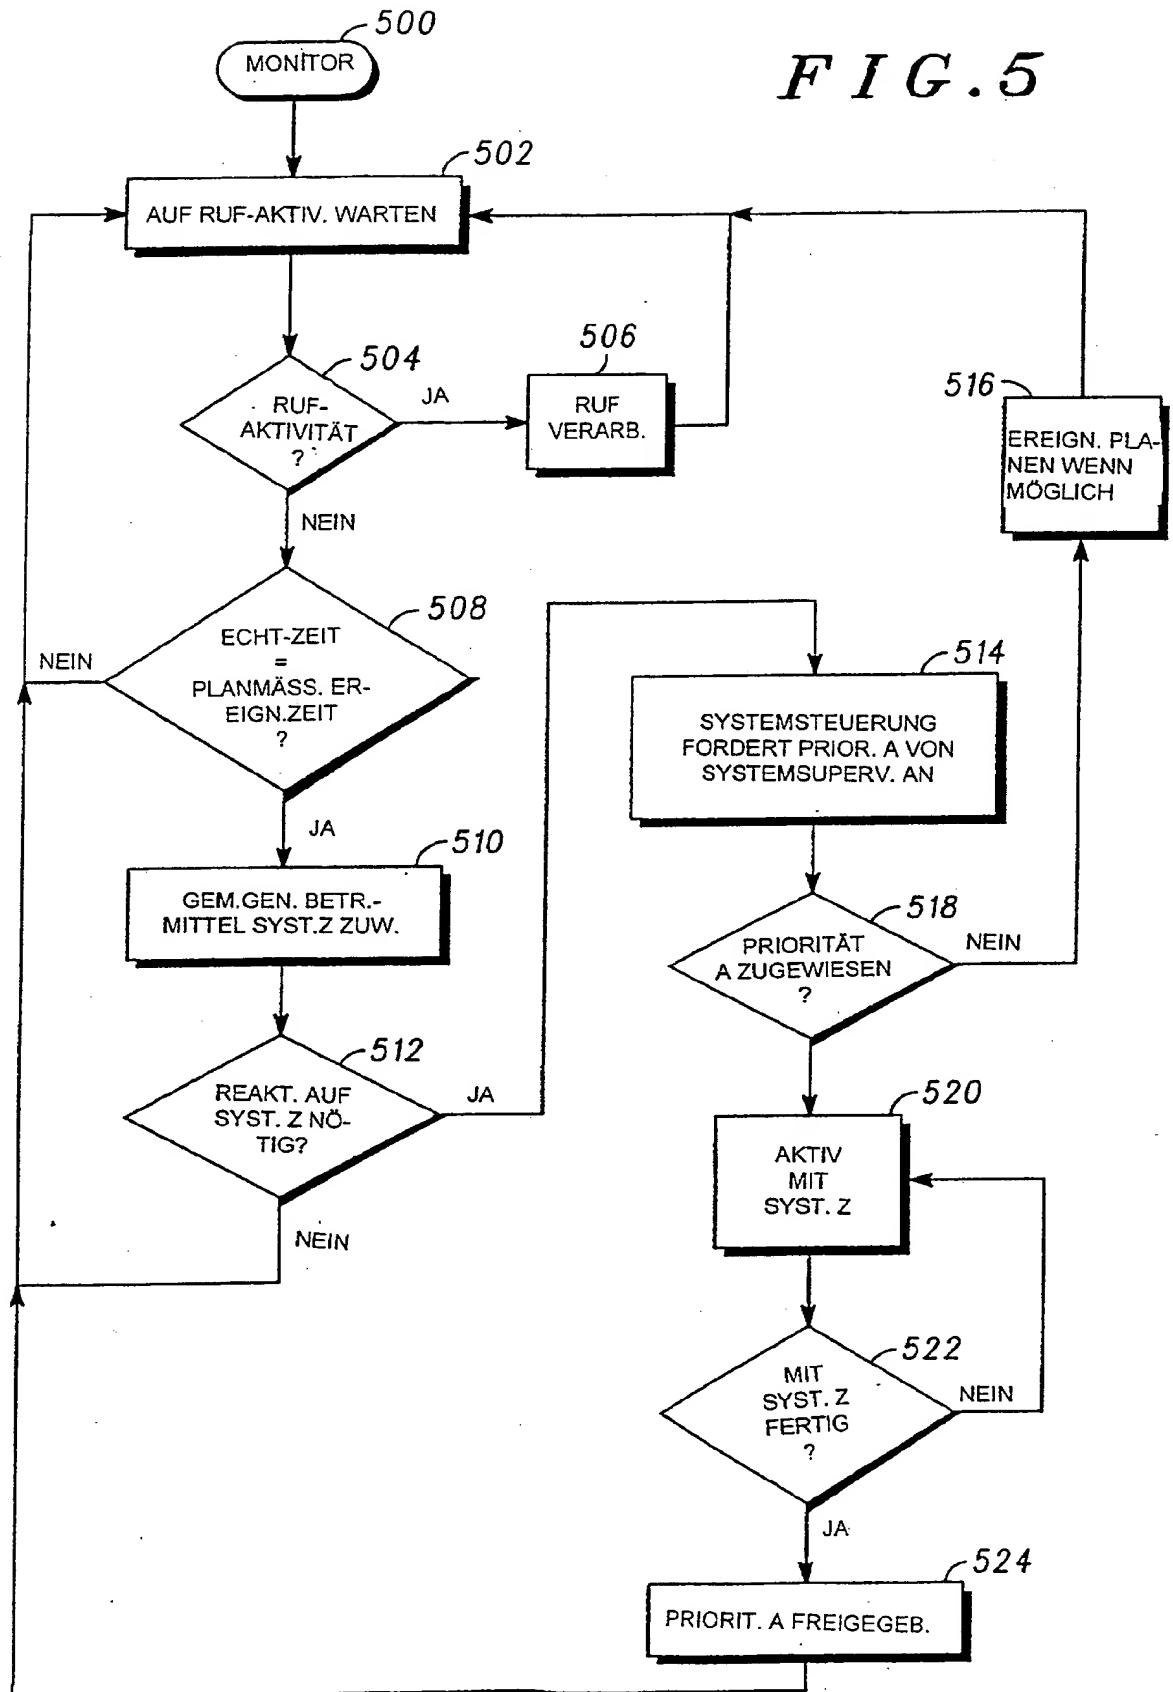 500
MONITOR
FIG.5
502
AUF RUF-AKTIV. WARTEN
504
RUF-
AKTIVITÄT
?
JA
506
RUF
VERARB.
516
EREIGN. PLA-
NEN WENN
MÖGLICH
NEIN
508
ECHT-ZEIT
=
PLANMÄSS. ER-
EIGN.ZEIT
?
NEIN
JA
510
GEM.GEN. BETR.-
MITTEL SYST.Z ZUW.
512
REAKT. AUF
SYST. Z NÖ-
TIG?
JA
NEIN
514
SYSTEMSTEUERUNG
FORDERT PRIOR. A VON
SYSTEMSUPERV. AN
518
PRIORITÄT
A ZUGEWIESEN
?
NEIN
520
AKTIV
MIT
SYST. Z
522
MIT
SYST. Z
FERTIG
?
NEIN
JA
524
PRIORIT. A FREIGEGEB.